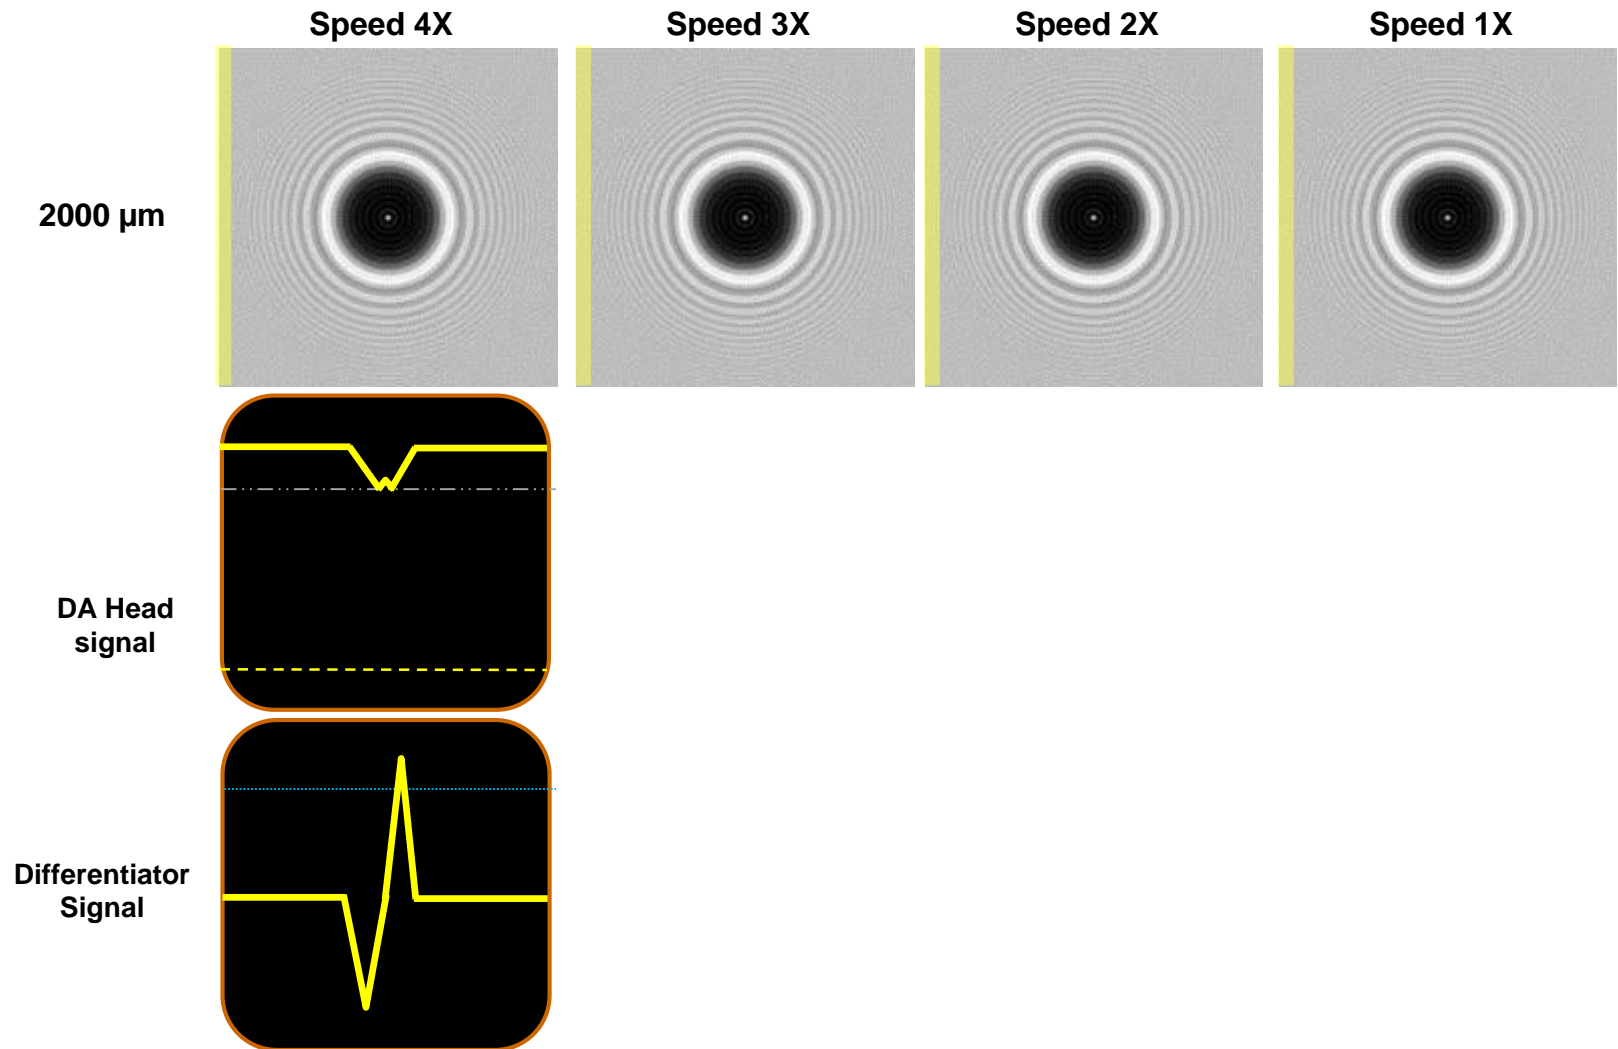 Speed 4X
Speed 3X
Speed 2X
Speed 1X
2000 µm
DA Head
signal
Differentiator
Signal